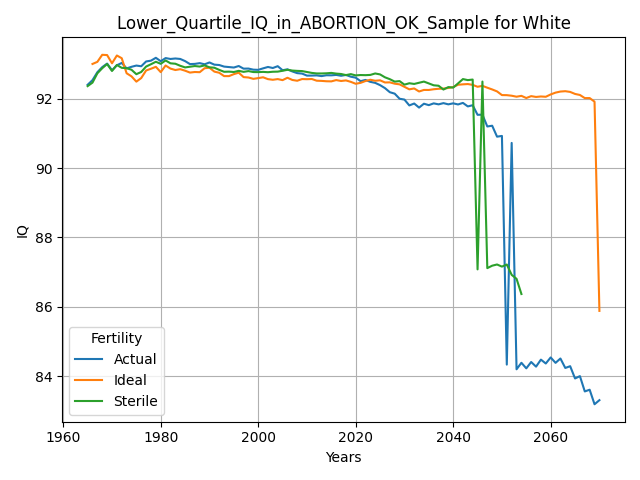 Lower_Quartile_IQ_in_ABORTION_OK_Sample for White
IQ
92
90
88
86
84
Fertility
Actual
Ideal
Sterile
1960 1980 2000 2020 2040 2060
Years